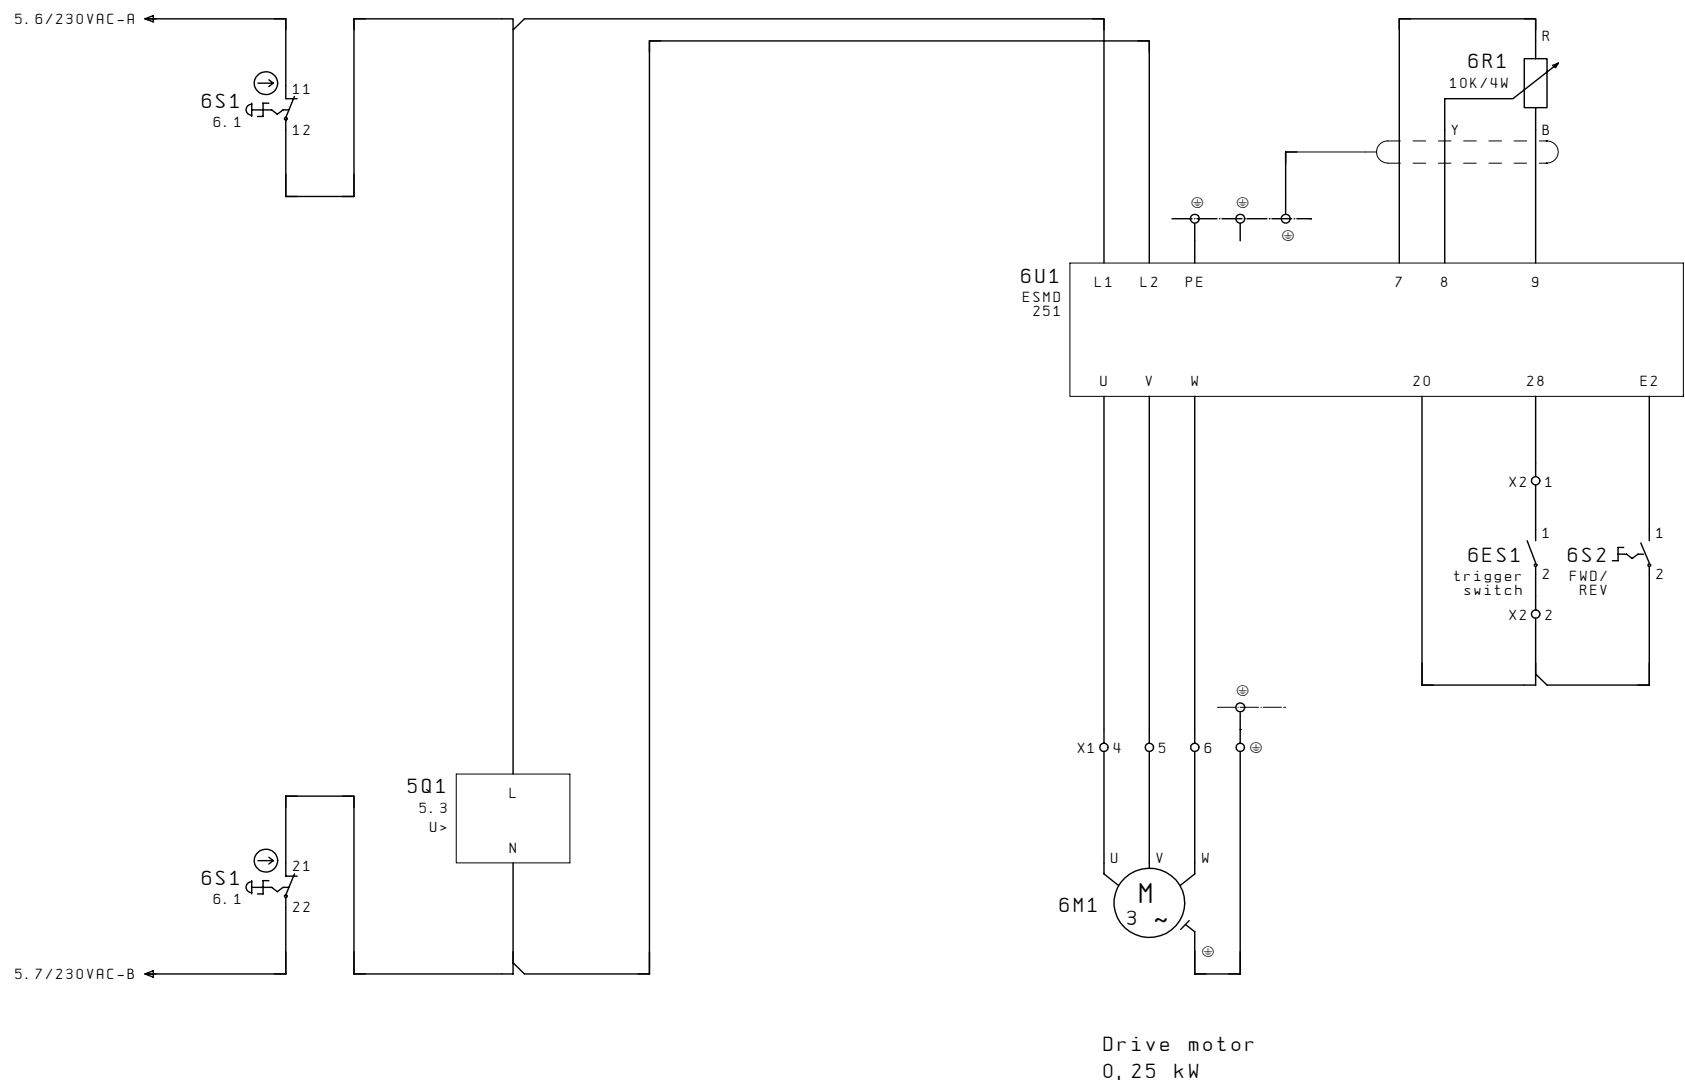 5.6/230VAC-A
R
6R1
10K/4W
11
6S1
6.1
12
Y
B
6U1
ESMD
251
L1
L2
PE
7
8
9
U
V
W
20
28
E2
X2
1
1
1
6ES1
6S2
trigger
switch
2
FWD/
REV
2
X2
2
X1
4
5
6
5Q1
5.3
U>
L
N
21
6S1
6.1
22
U
V
W
6M1
M
3 ~
5.7/230VAC-B
Drive motor
0,25 kW